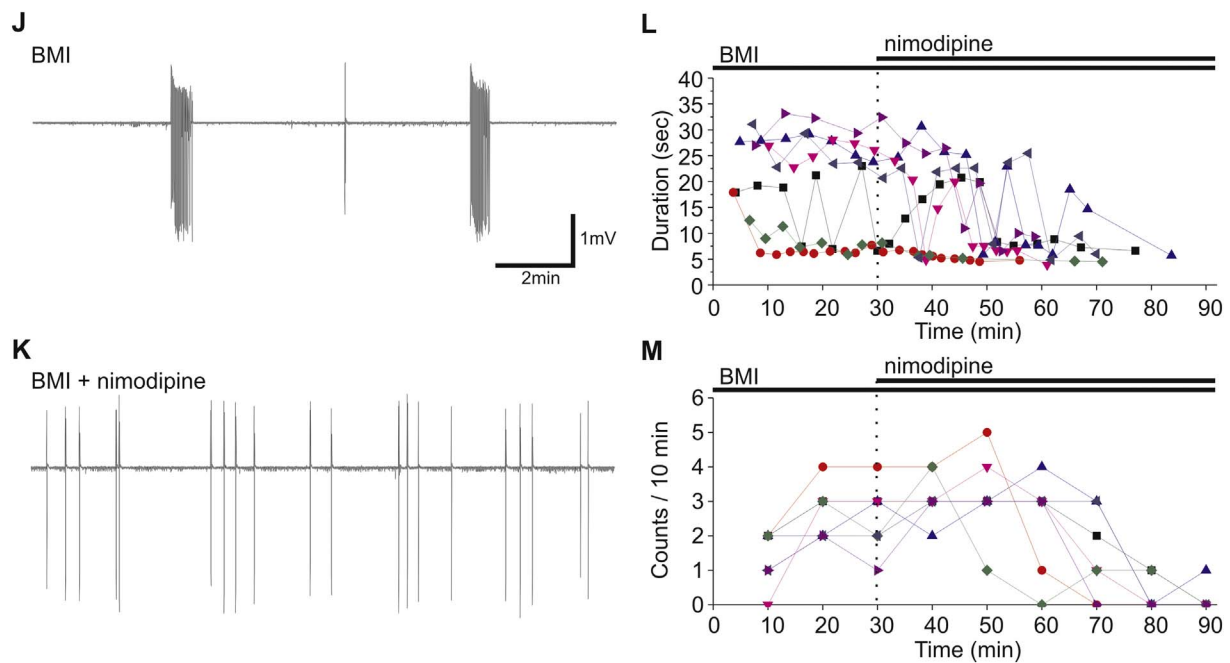 J
BMI
1mV
2min
K
BMI + nimodipine
L
nimodipine
BMI
40
35
30
25
20
15
10
5
0
Duration (sec)
0 10 20 30 40 50 60 70 80 90
Time (min)
M
nimodipine
BMI
6
5
4
3
2
1
0
Counts / 10 min
0 10 20 30 40 50 60 70 80 90
Time (min)